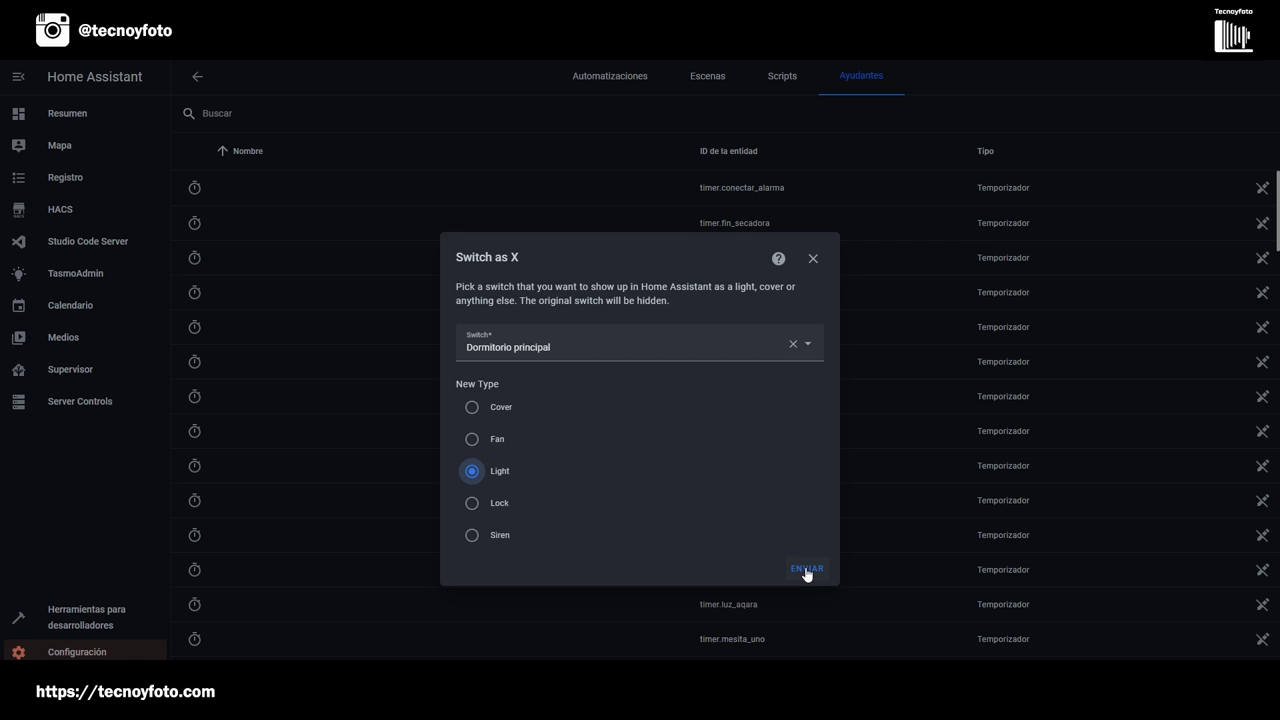 @tecnoyfoto
Tecnoyfoto
Home Assistant
Automatizaciones
Escenas
Scripts
Ayudantes
Resumen
Mapa
Registro
HACS
HACS
Studio Code Server
TasmoAdmin
Calendario
Medios
Supervisor
Server Controls
Herramientas para
desarrolladores
Configuración
Buscar
Nombre
ID de la entidad
Tipo
timer.conectar_alarma
Temporizador
timer.fin_secadora
Temporizador
Temporizador
Temporizador
Temporizador
Temporizador
Temporizador
Temporizador
Temporizador
Temporizador
Temporizador
Temporizador
timer.luz_aqara
Temporizador
timer.mesita_uno
Temporizador
Switch as X
Pick a switch that you want to show up in Home Assistant as a light, cover or
anything else. The original switch will be hidden.
Switch*
Dormitorio principal
New Type
Cover
Fan
Light
Lock
Siren
ENVIAR
https://tecnoyfoto.com